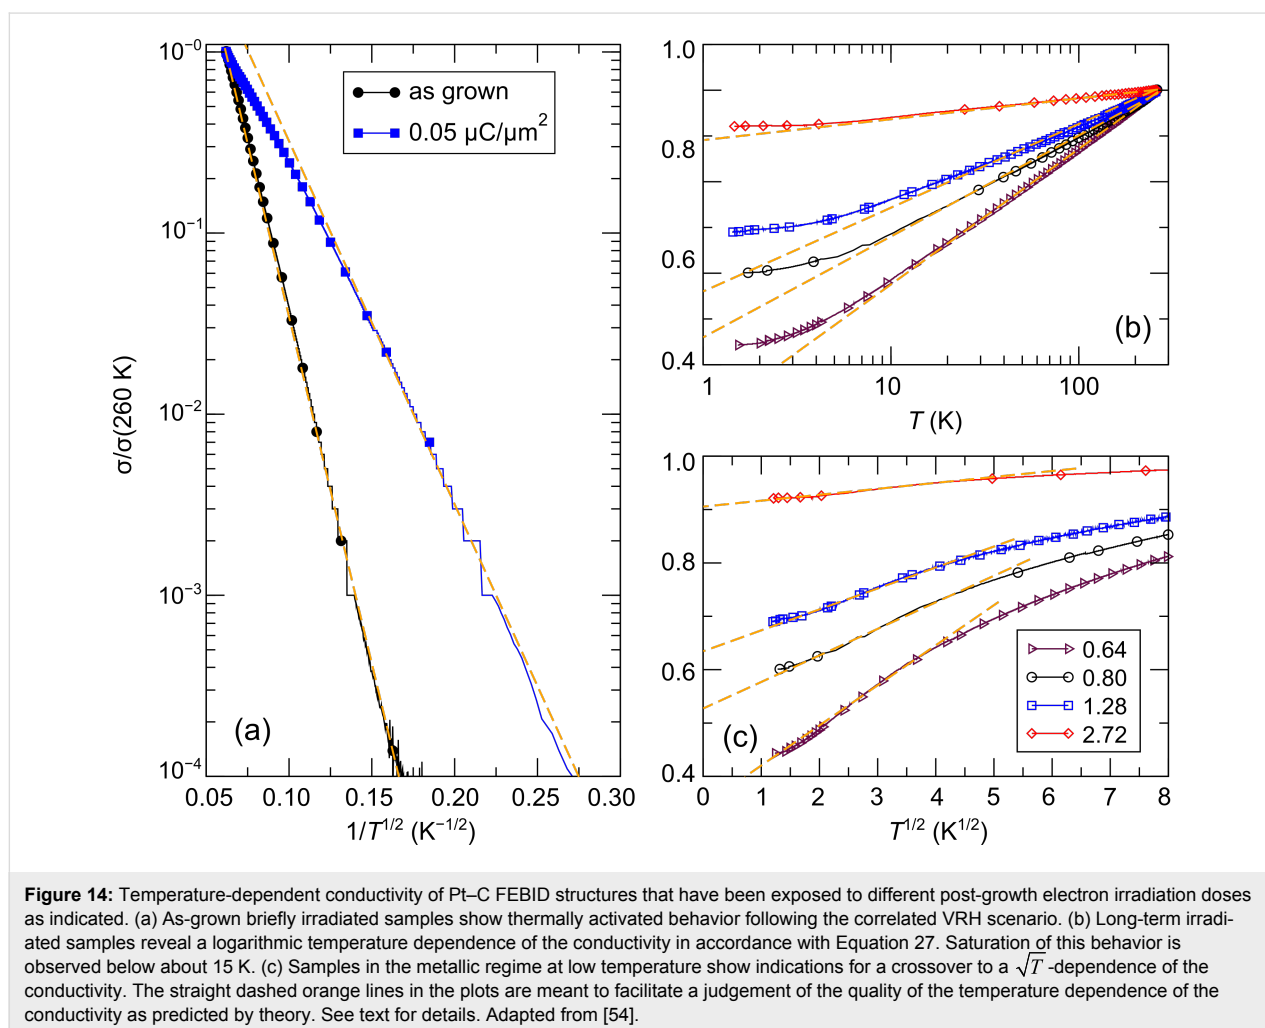 10⁻⁰
10⁻¹
10⁻²
10⁻³
10⁻⁴
σ/σ(260 K)
as grown
0.05 µC/µm²
(a)
0.05 0.10 0.15 0.20 0.25 0.30
1/T^1/2 (K^−1/2)
1.0
0.8
0.6
0.4
(b)
1 10 100
T (K)
1.0
0.8
0.6
0.4
(c)
0.64
0.80
1.28
2.72
0 1 2 3 4 5 6 7 8
T^1/2 (K^1/2)
Figure 14: Temperature-dependent conductivity of Pt–C FEBID structures that have been exposed to different post-growth electron irradiation doses
as indicated. (a) As-grown briefly irradiated samples show thermally activated behavior following the correlated VRH scenario. (b) Long-term irradi-
ated samples reveal a logarithmic temperature dependence of the conductivity in accordance with Equation 27. Saturation of this behavior is
observed below about 15 K. (c) Samples in the metallic regime at low temperature show indications for a crossover to a √T -dependence of the
conductivity. The straight dashed orange lines in the plots are meant to facilitate a judgement of the quality of the temperature dependence of the
conductivity as predicted by theory. See text for details. Adapted from [54].